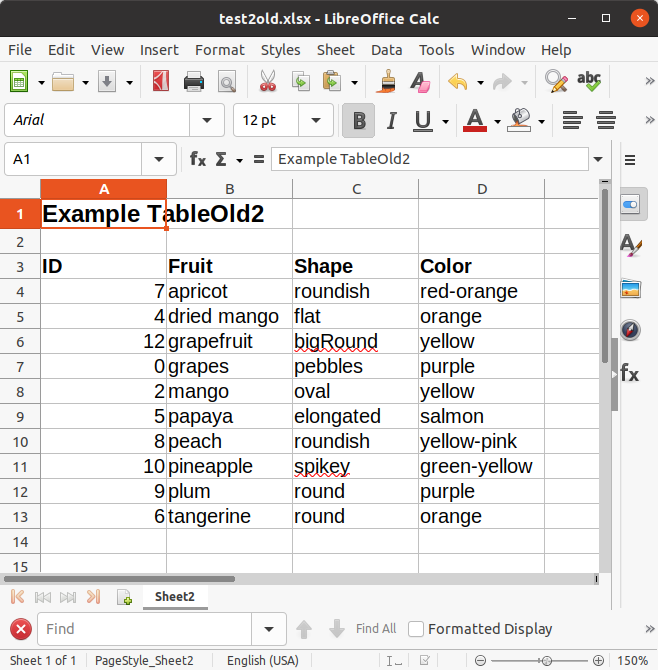 test2old.xlsx - LibreOffice Calc
File Edit View Insert Format Styles Sheet Data Tools Window Help
abc
Arial 12 pt B I U A
A1 fx Σ = Example TableOld2
A B C D
1 Example TableOld2
2
3 ID Fruit Shape Color
4 7 apricot roundish red-orange
5 4 dried mango flat orange
6 12 grapefruit bigRound yellow
7 0 grapes pebbles purple
8 2 mango oval yellow
9 5 papaya elongated salmon
10 8 peach roundish yellow-pink
11 10 pineapple spikey green-yellow
12 9 plum round purple
13 6 tangerine round orange
14
15
fx
Sheet2
Find Find All Formatted Display
Sheet 1 of 1 PageStyle_Sheet2 English (USA) 150%